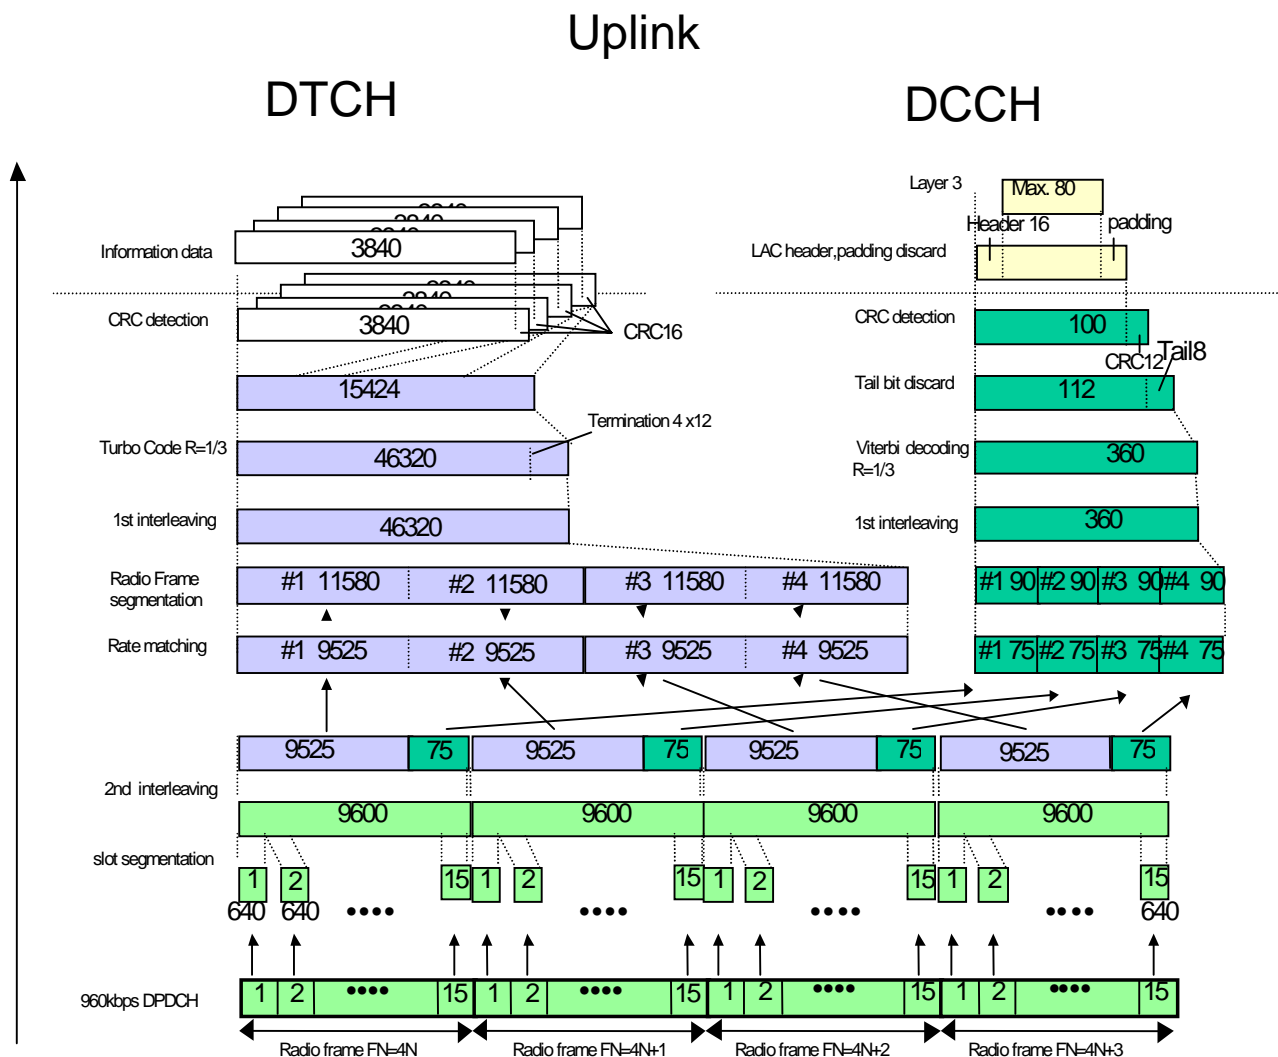 Uplink
DTCH
DCCH
Layer 3
Max. 80
Header 16
padding
Information data
3840
3840
3840
3840
LAC header,padding discard
CRC detection
3840
3840
3840
3840
CRC16
CRC detection
100
CRC12
Tail8
15424
Tail bit discard
112
Termination 4 x12
Turbo Code R=1/3
46320
Viterbi decoding
R=1/3
360
1st interleaving
46320
1st interleaving
360
Radio Frame
segmentation
#1 11580
#2 11580
#3 11580
#4 11580
#1 90
#2 90
#3 90
#4 90
Rate matching
#1 9525
#2 9525
#3 9525
#4 9525
#1 75
#2 75
#3 75
#4 75
9525
75
9525
75
9525
75
9525
75
2nd interleaving
9600
9600
9600
9600
slot segmentation
1
2
15
1
2
15
1
2
15
1
2
15
640
640
••••
••••
••••
••••
640
960kbps DPDCH
1
2
••••
15
1
2
••••
15
1
2
••••
15
1
2
••••
15
Radio frame FN=4N
Radio frame FN=4N+1
Radio frame FN=4N+2
Radio frame FN=4N+3